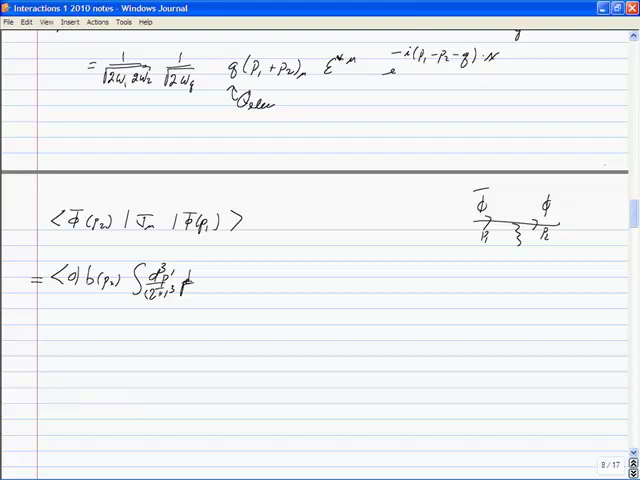 Interactions 1 2010 notes - Windows Journal
File Edit View Insert Actions Tools Help
= 1/√(2ω₁ 2ω₂) 1/√(2ω_q) q (p₁+p₂)_μ ε*^μ e^{-i(p₁-p₂-q)·x}
↑Q_elec
<Φ̄(p₂) | J_μ | Φ̄(p₁)>
Φ̄ Φ
p₁ p₂
= <0| b(p₂) ∫ d³p'/(2π)³
8 / 17